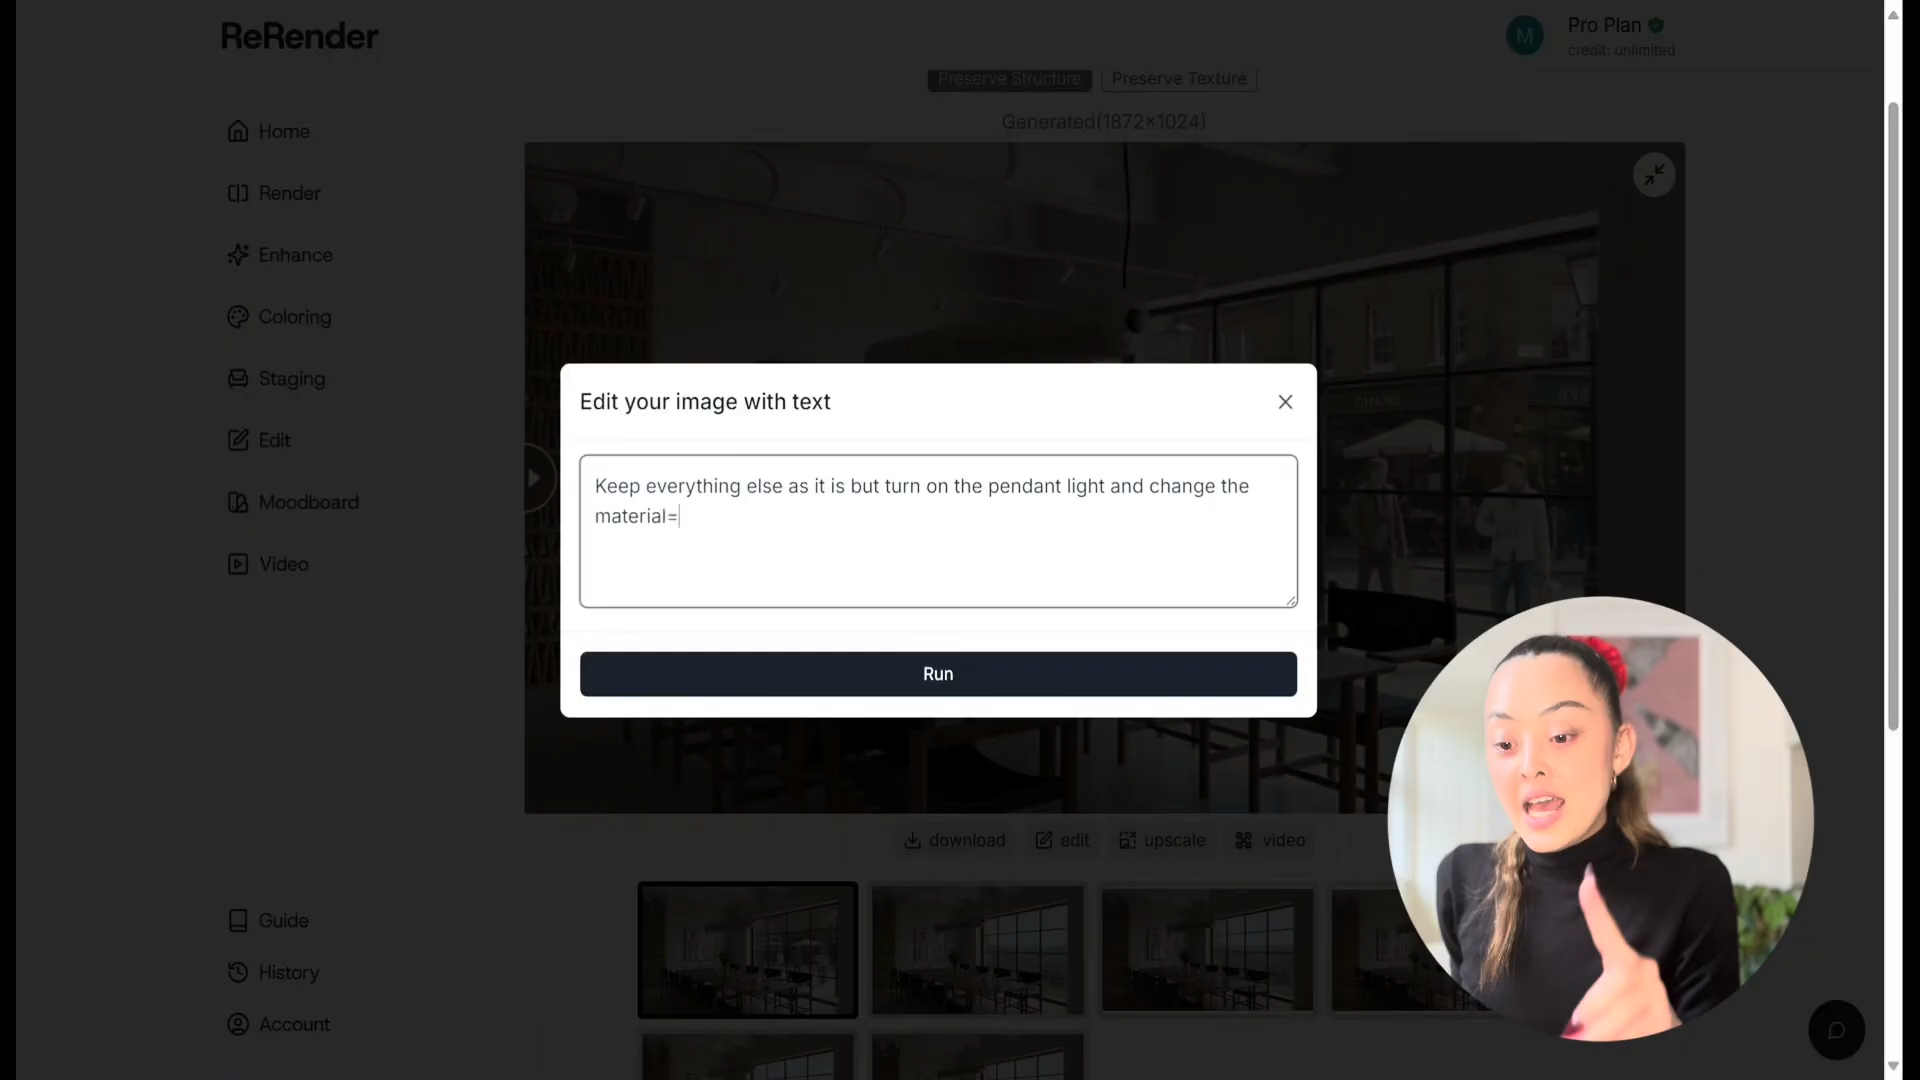 ReRender
Pro Plan
credit: unlimited
M
Preserve Structure
Preserve Texture
Generated(1872×1024)
Home
Render
Enhance
Coloring
Staging
Edit
Moodboard
Video
Edit your image with text
Keep everything else as it is but turn on the pendant light and change the
material=
Run
download
edit
upscale
video
Guide
History
Account